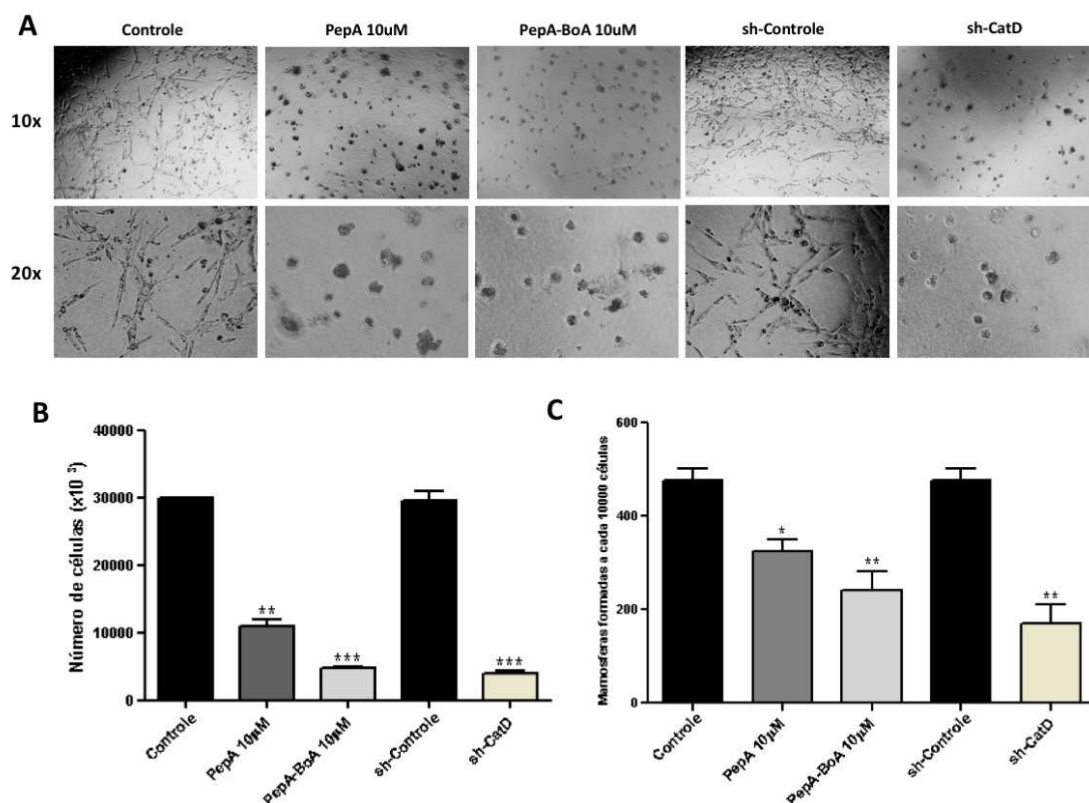 A
Controle PepA 10uM PepA-BoA 10uM sh-Controle sh-CatD
10x
20x
B
Número de células (x10 ³)
40000
30000
20000
10000
0
**
***
***
Controle
PepA 10µM
PepA-BoA 10µM
sh-Controle
sh-CatD
C
Mamosferas formadas a cada 10000 células
600
400
200
0
*
**
**
Controle
PepA 10µM
PepA-BoA 10µM
sh-Controle
sh-CatD